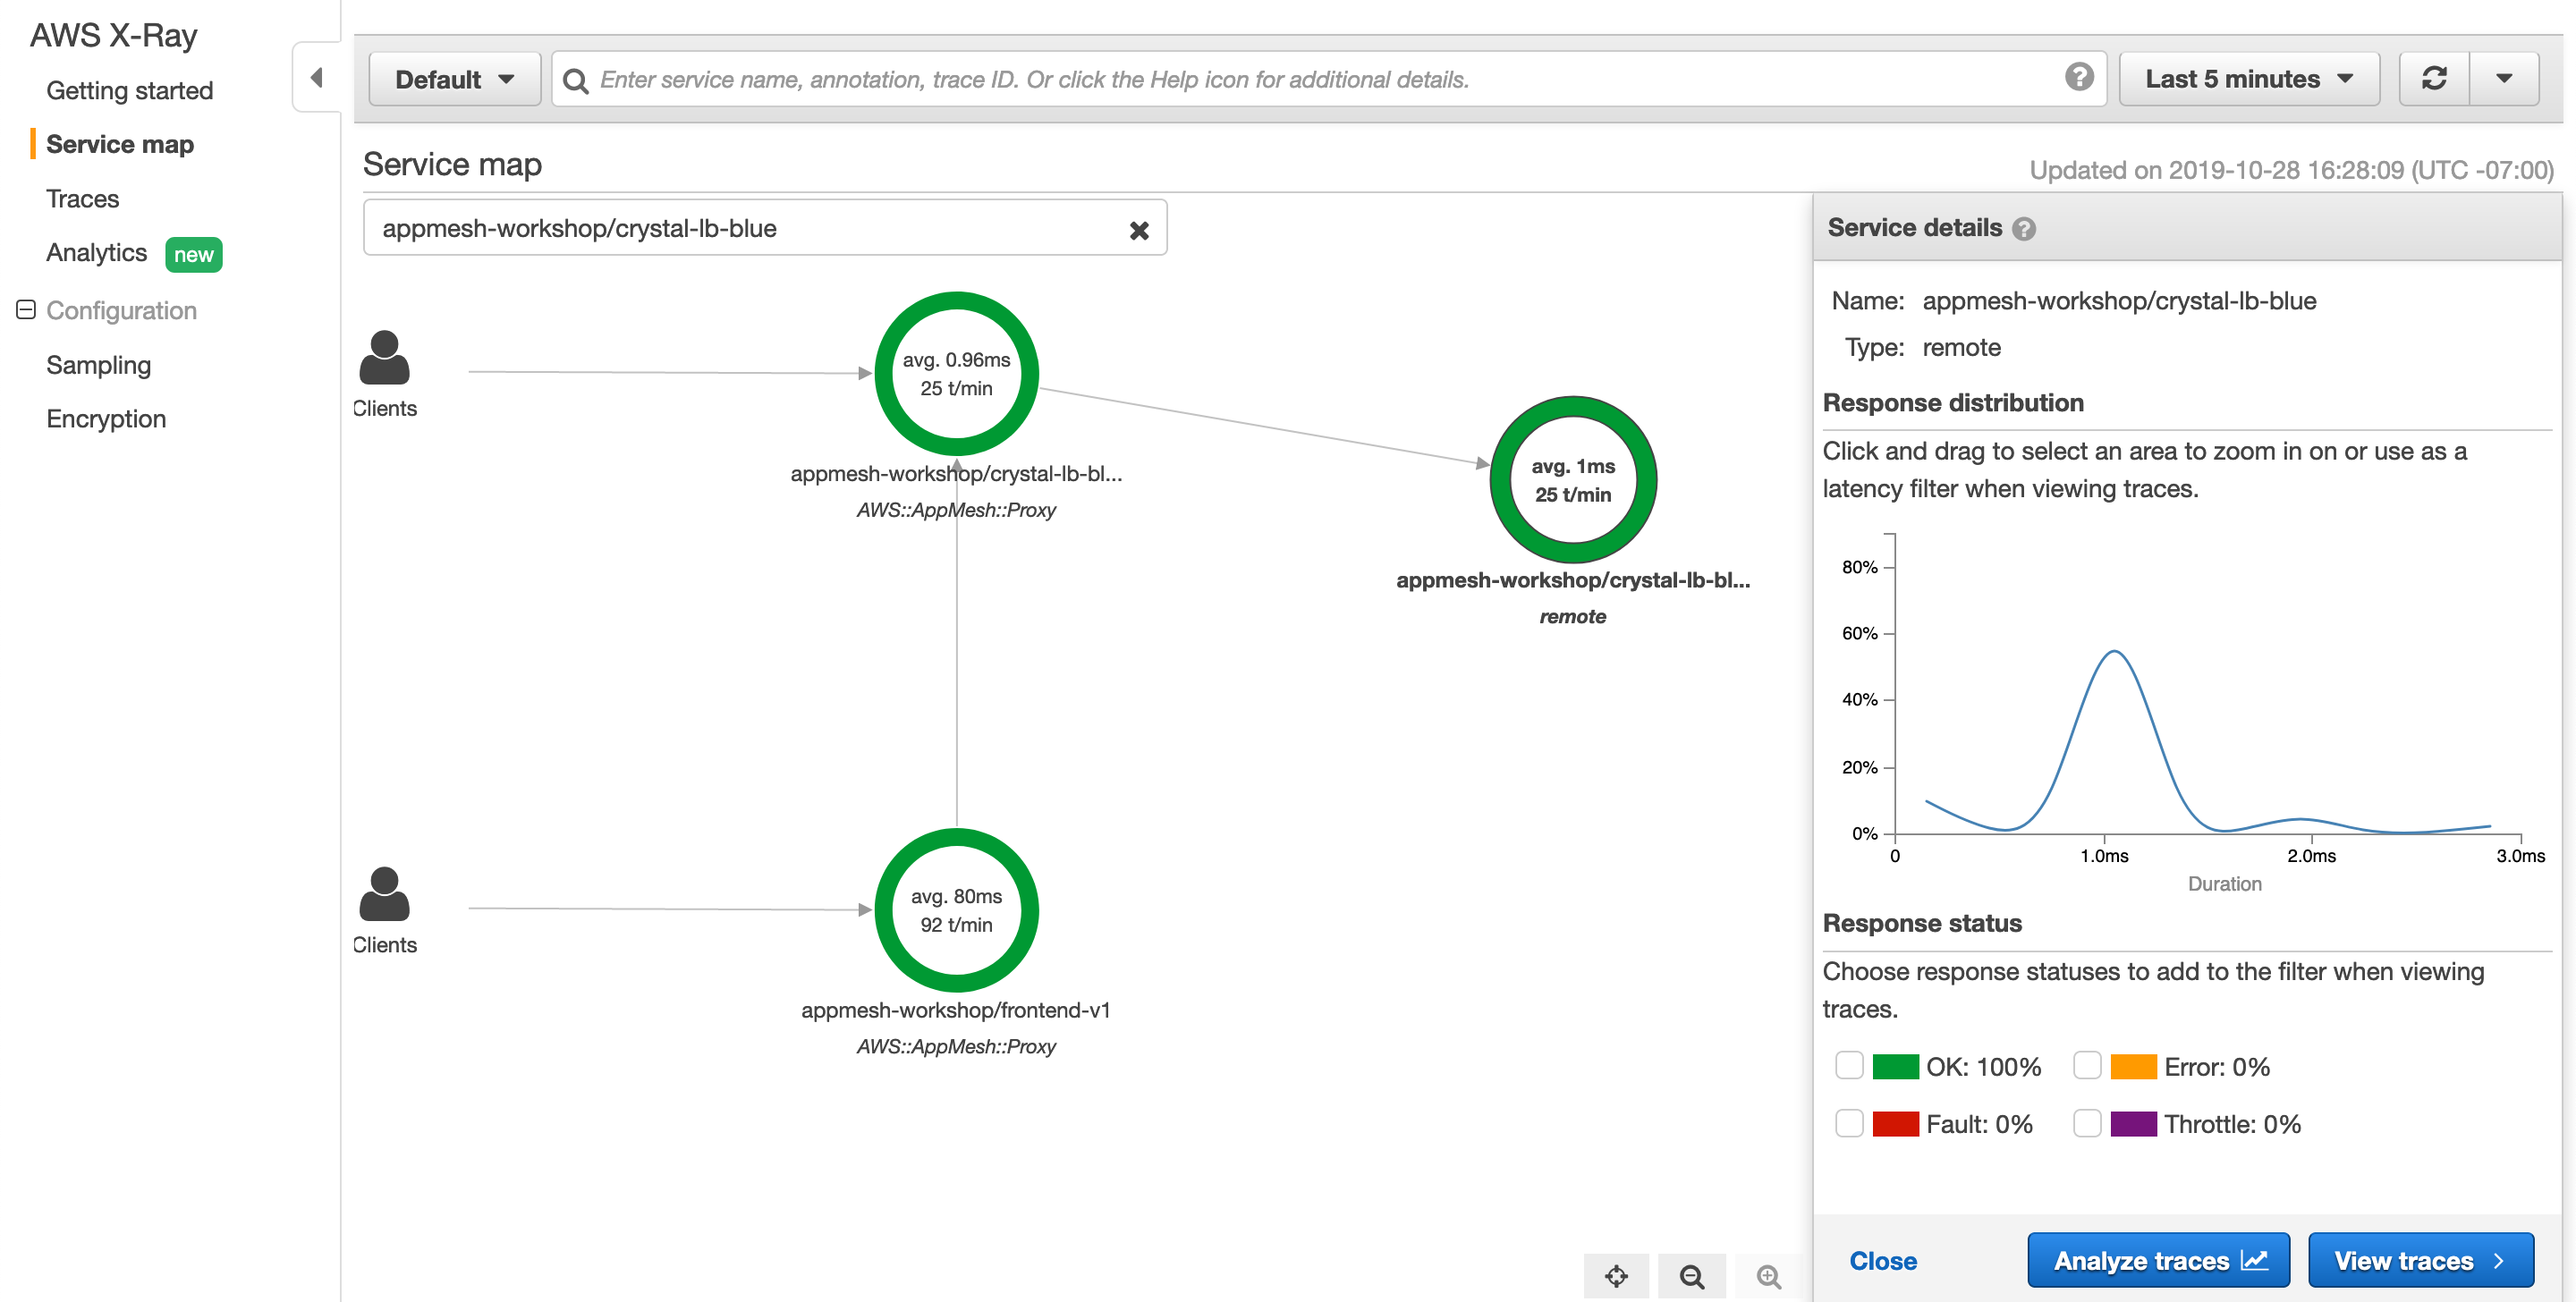 AWS X-Ray
Getting started
Service map
Traces
Analytics new
Configuration
Sampling
Encryption
Default
Enter service name, annotation, trace ID. Or click the Help icon for additional details.
?
Last 5 minutes
Service map
Updated on 2019-10-28 16:28:09 (UTC -07:00)
appmesh-workshop/crystal-lb-blue
Clients
avg. 0.96ms
25 t/min
appmesh-workshop/crystal-lb-bl...
AWS::AppMesh::Proxy
avg. 1ms
25 t/min
appmesh-workshop/crystal-lb-bl...
remote
Clients
avg. 80ms
92 t/min
appmesh-workshop/frontend-v1
AWS::AppMesh::Proxy
Service details ?
Name: appmesh-workshop/crystal-lb-blue
Type: remote
Response distribution
Click and drag to select an area to zoom in on or use as a
latency filter when viewing traces.
80%
60%
40%
20%
0%
0 1.0ms 2.0ms 3.0ms
Duration
Response status
Choose response statuses to add to the filter when viewing
traces.
OK: 100% Error: 0%
Fault: 0% Throttle: 0%
Close Analyze traces View traces